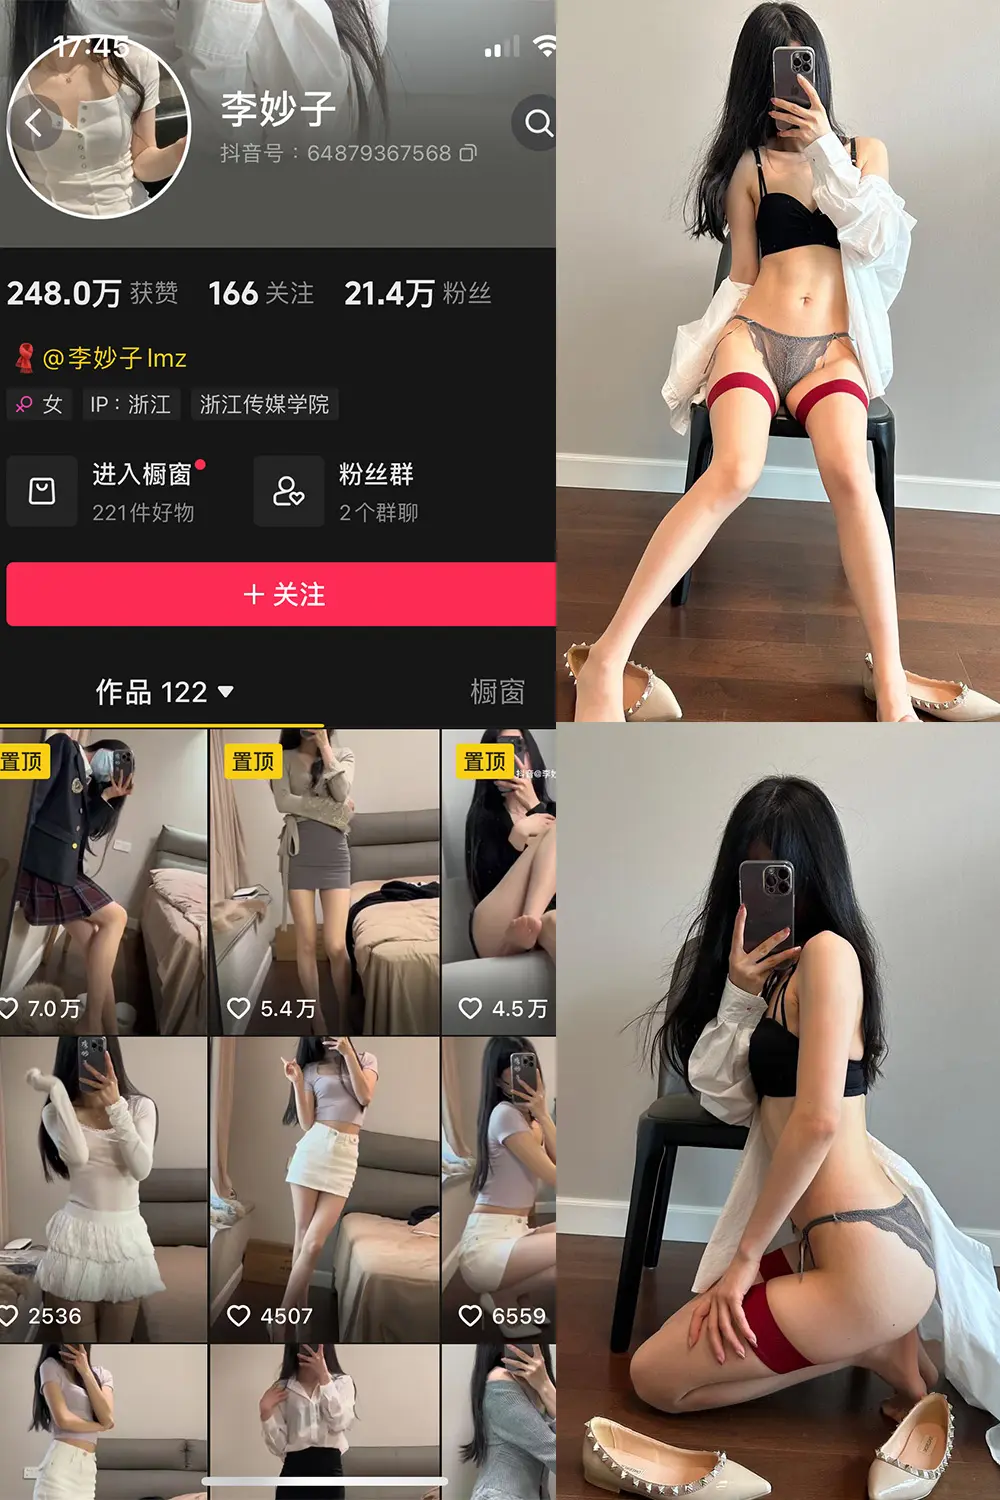 17:45
李妙子
抖音号：64879367568
248.0万 获赞 166 关注 21.4万 粉丝
@李妙子lmz
女 IP：浙江 浙江传媒学院
进入橱窗 粉丝群
221件好物 2个群聊
+ 关注
作品 122 橱窗
置顶 置顶 置顶
抖音@李妙
7.0万 5.4万 4.5万
2536 4507 6559